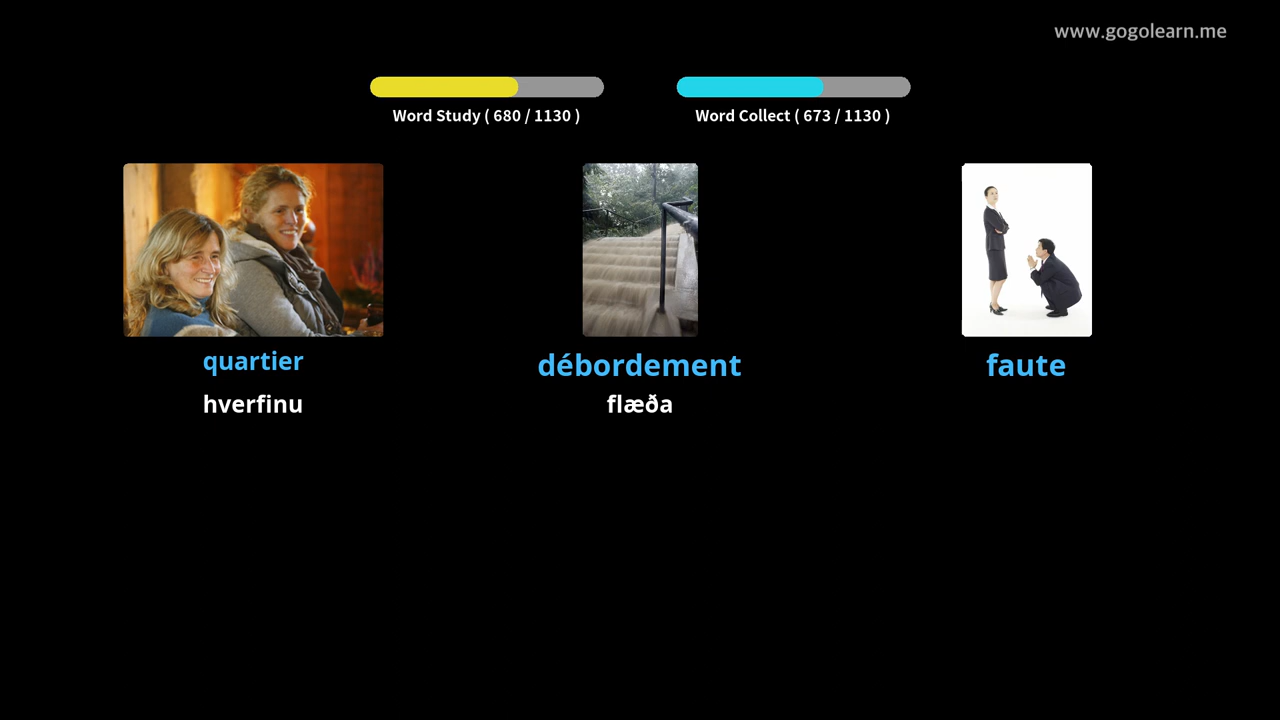 www.gogolearn.me
Word Study ( 680 / 1130 )
Word Collect ( 673 / 1130 )
quartier
débordement
faute
hverfinu
flæða